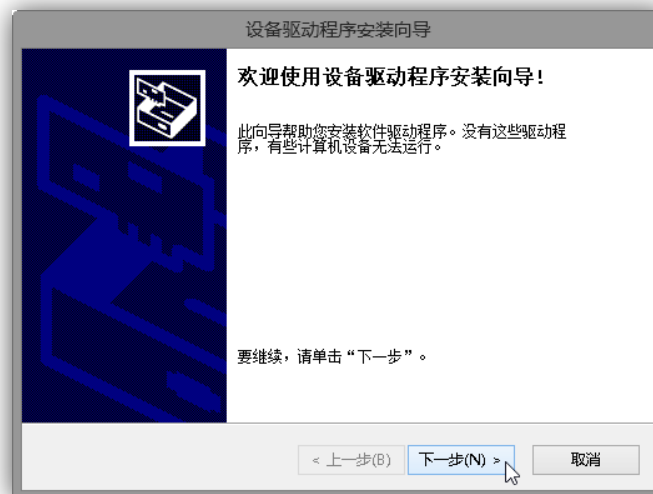 设备驱动程序安装向导
欢迎使用设备驱动程序安装向导!
此向导帮助您安装软件驱动程序。没有这些驱动程
序，有些计算机设备无法运行。
要继续，请单击“下一步”。
< 上一步(B)
下一步(N) >
取消